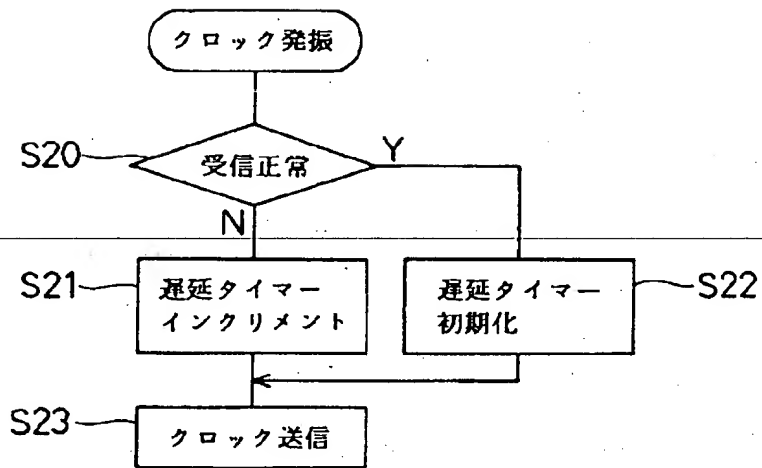 クロック発振
S20
受信正常
Y
N
S21
遅延タイマー
インクリメント
遅延タイマー
初期化
S22
S23
クロック送信